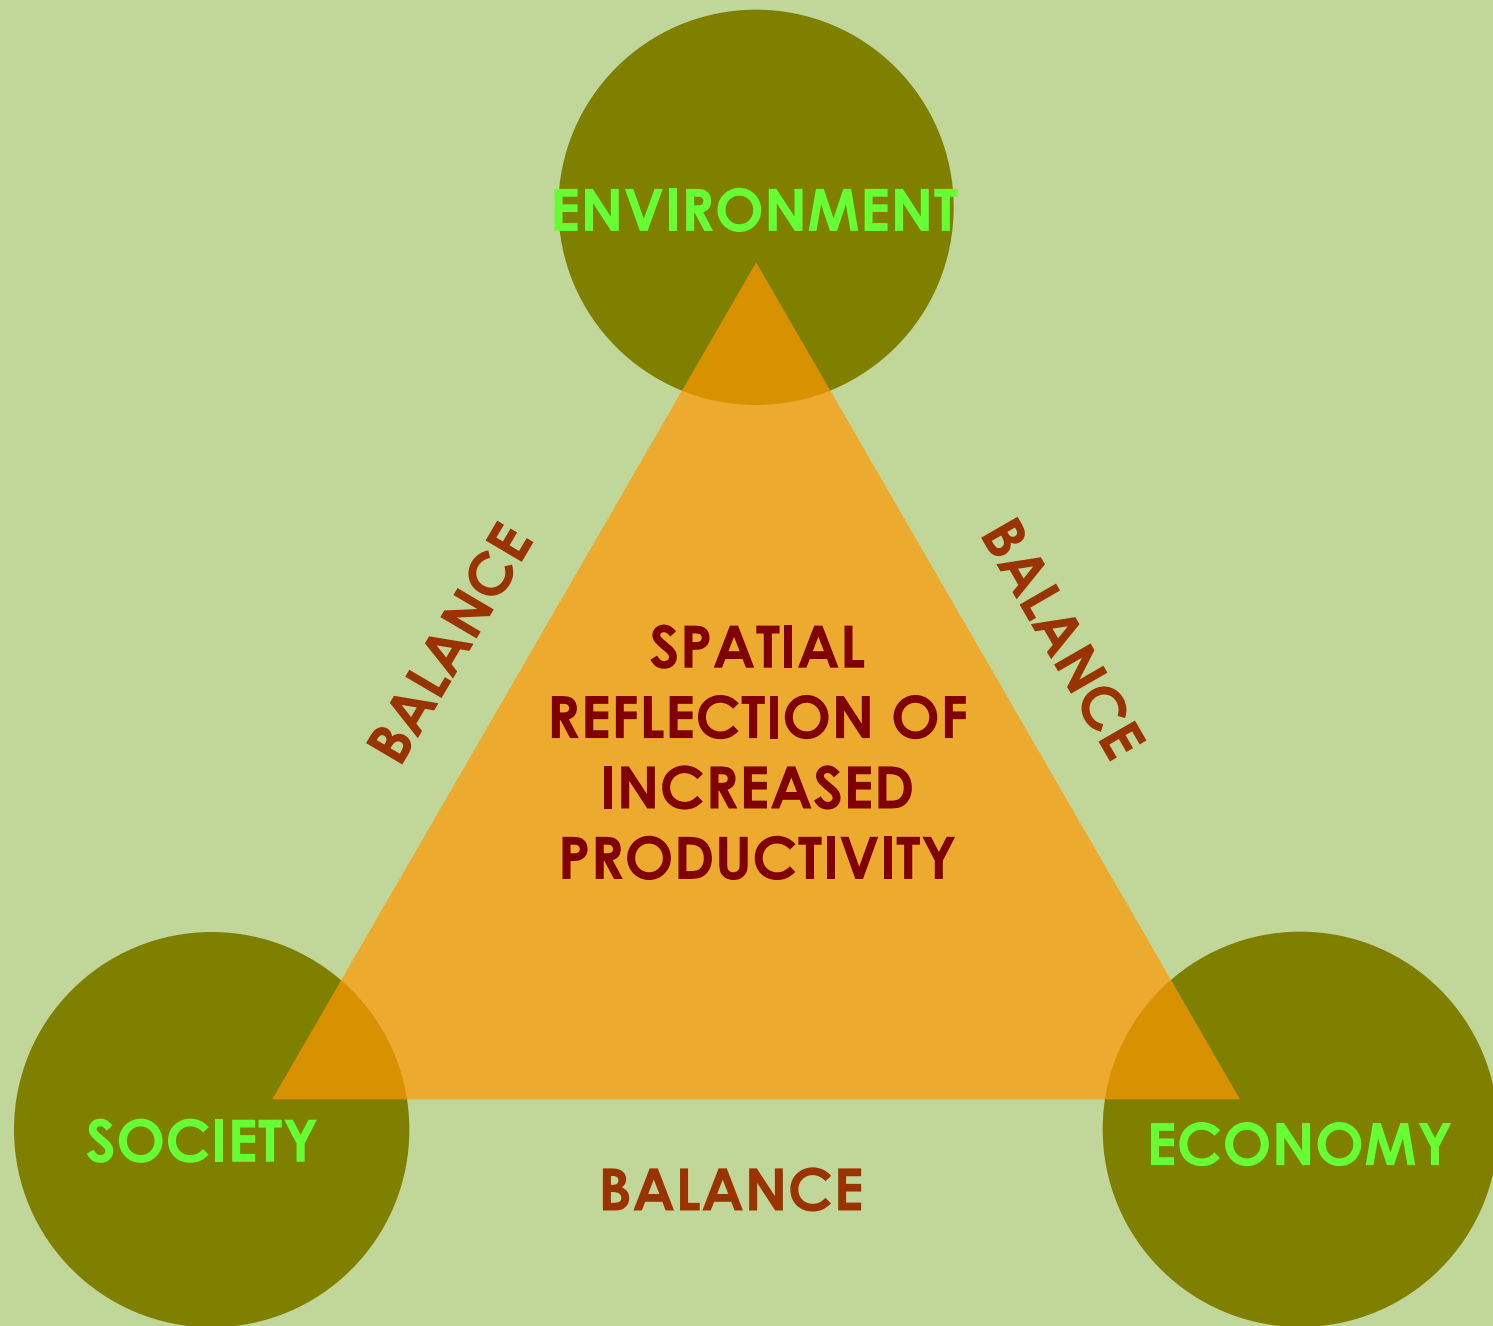 ENVIRONMENT
BALANCE
BALANCE
SPATIAL
REFLECTION OF
INCREASED
PRODUCTIVITY
SOCIETY
ECONOMY
BALANCE